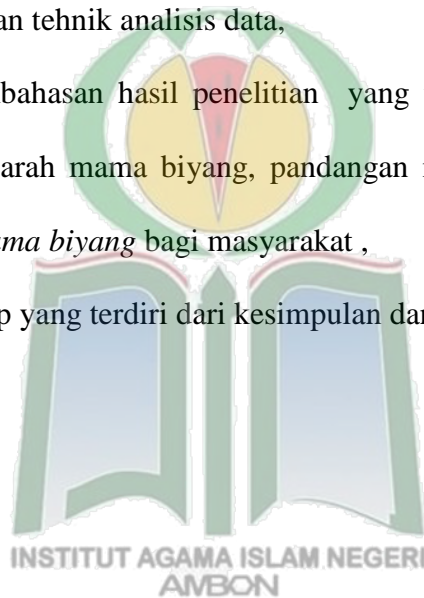 an tehnik analisis data,
bahasan hasil penelitian yang
arah mama biyang, pandangan
ama biyang bagi masyarakat ,
p yang terdiri dari kesimpulan dan
INSTITUT AGAMA ISLAM NEGERI
AMBON